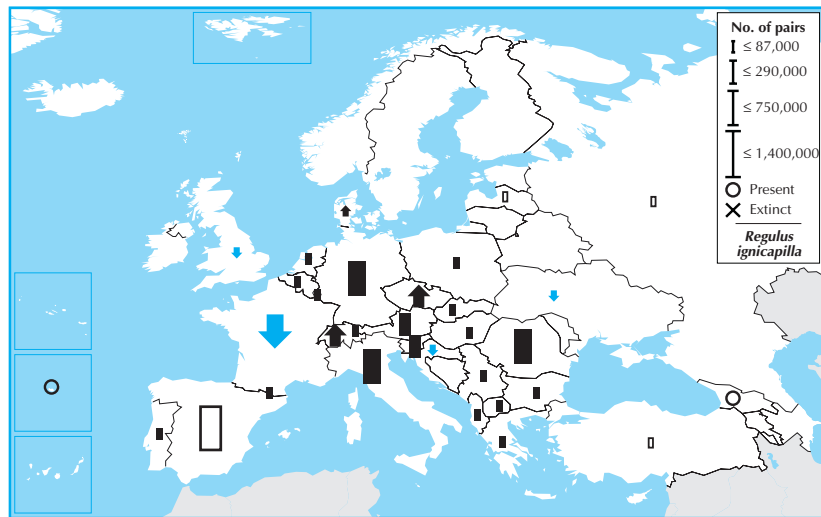 No. of pairs
≤ 87,000
≤ 290,000
≤ 750,000
≤ 1,400,000
Present
Extinct
Regulus
ignicapilla